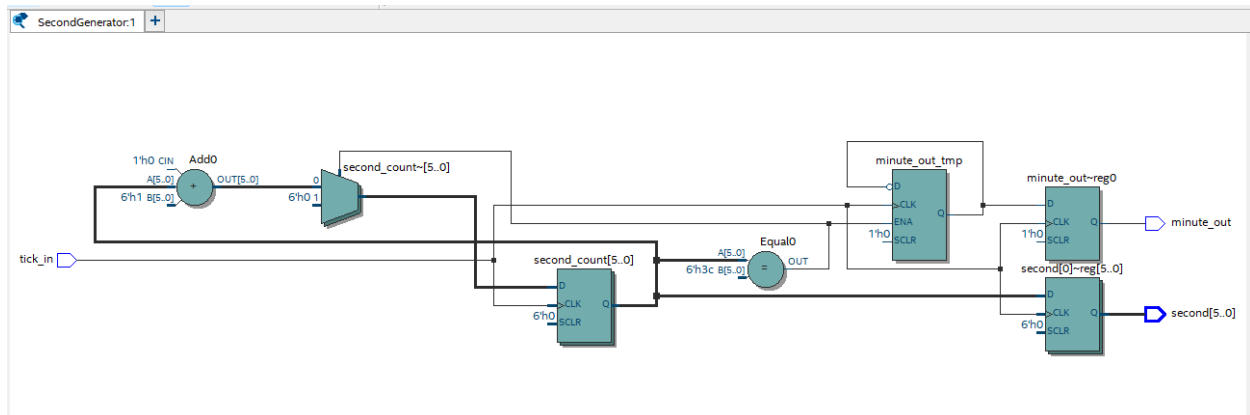 SecondGenerator:1
+
1'h0 CIN
Add0
A[5..0]
OUT[5..0]
6'h1 B[5..0]
+
second_count~[5..0]
0
6'h0 1
tick_in
second_count[5..0]
D
CLK
Q
6'h0
SCLR
Equal0
A[5..0]
OUT
6'h3c B[5..0]
=
minute_out_tmp
D
CLK
ENA
Q
1'h0
SCLR
minute_out~reg0
D
CLK
Q
1'h0
SCLR
minute_out
second[0]~reg[5..0]
D
CLK
Q
6'h0
SCLR
second[5..0]